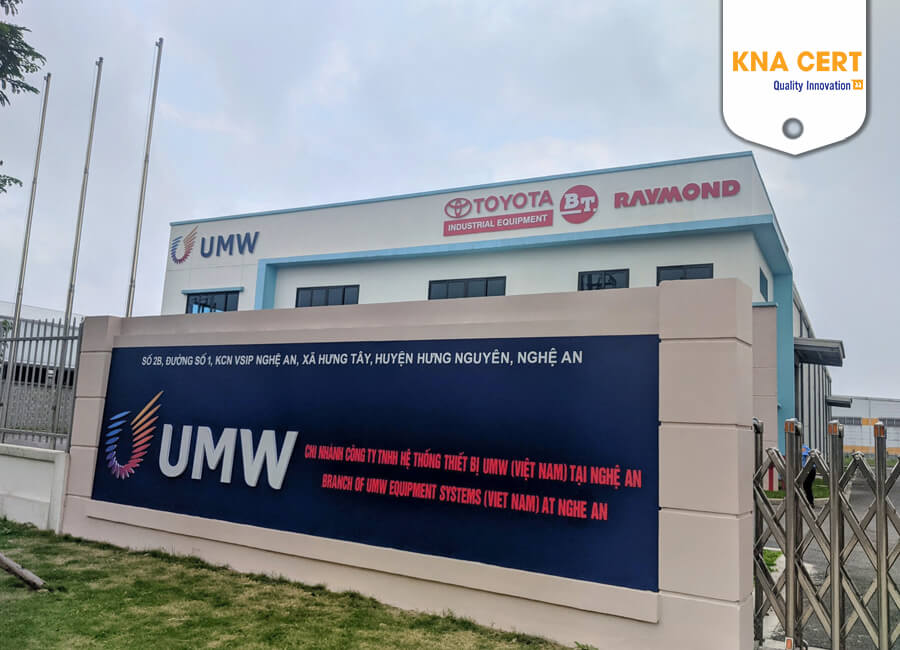 KNA CERT
Quality Innovation
UMW
TOYOTA
INDUSTRIAL EQUIPMENT
BT
RAYMOND
SỐ 2B, ĐƯỜNG SỐ 1, KCN VSIP NGHỆ AN, XÃ HƯNG TÂY, HUYỆN HƯNG NGUYÊN, NGHỆ AN
UMW
CHI NHÁNH CÔNG TY TNHH HỆ THỐNG THIẾT BỊ UMW (VIỆT NAM) TẠI NGHỆ AN
BRANCH OF UMW EQUIPMENT SYSTEMS (VIET NAM) AT NGHE AN